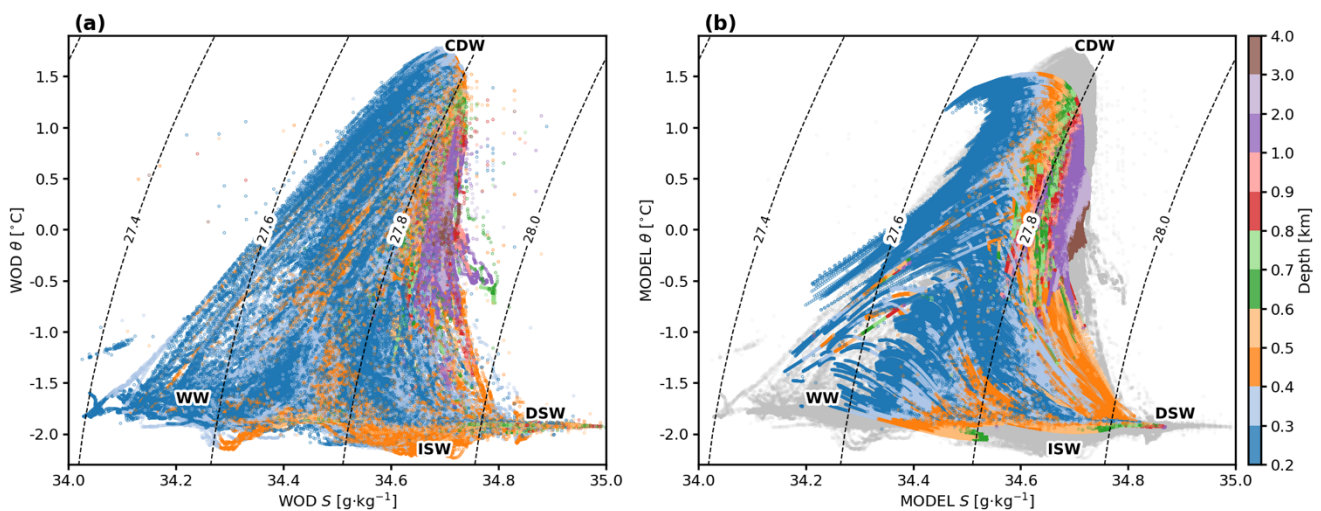 (a)
CDW
27.4
27.6
27.8
28.0
WW
DSW
ISW
1.5
1.0
0.5
0.0
−0.5
−1.0
−1.5
−2.0
WOD θ [°C]
34.0 34.2 34.4 34.6 34.8 35.0
WOD S [g·kg⁻¹]
(b)
CDW
27.4
27.6
27.8
28.0
WW
DSW
ISW
1.5
1.0
0.5
0.0
−0.5
−1.0
−1.5
−2.0
MODEL θ [°C]
34.0 34.2 34.4 34.6 34.8 35.0
MODEL S [g·kg⁻¹]
4.0
3.0
2.0
1.0
0.9
0.8
0.7
0.6
0.5
0.4
0.3
0.2
Depth [km]